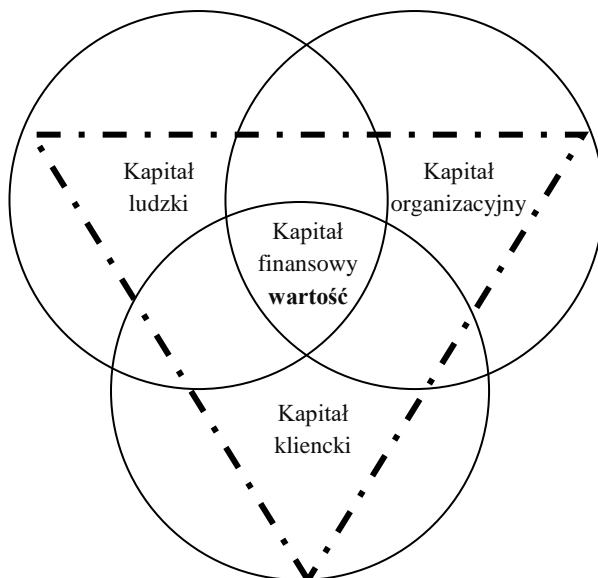 Kapitał
ludzki
Kapitał
organizacyjny
Kapitał
finansowy
wartość
Kapitał
kliencki